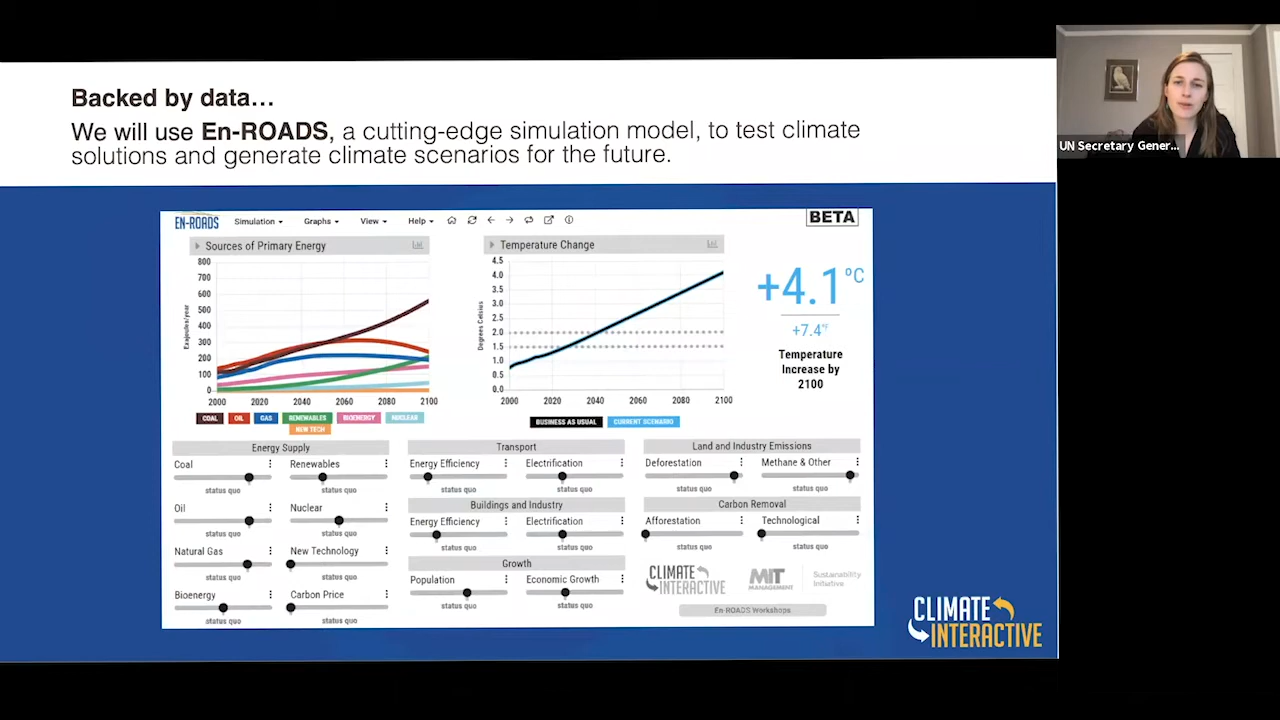 Backed by data...
We will use En-ROADS, a cutting-edge simulation model, to test climate
solutions and generate climate scenarios for the future.
UN Secretary Gener...
EN-ROADS Simulation Graphs View Help
BETA
Sources of Primary Energy
Exajoules/year
800
700
600
500
400
300
200
100
0
2000 2020 2040 2060 2080 2100
COAL OIL GAS RENEWABLES BIOENERGY NUCLEAR
NEW TECH
Temperature Change
Degrees Celsius
4.5
4.0
3.5
3.0
2.5
2.0
1.5
1.0
0.5
0.0
2000 2020 2040 2060 2080 2100
BUSINESS AS USUAL CURRENT SCENARIO
+4.1°C
+7.4°F
Temperature
Increase by
2100
Energy Supply
Coal Renewables
status quo status quo
Oil Nuclear
status quo status quo
Natural Gas New Technology
status quo status quo
Bioenergy Carbon Price
status quo status quo
Transport
Energy Efficiency Electrification
status quo status quo
Buildings and Industry
Energy Efficiency Electrification
status quo status quo
Growth
Population Economic Growth
status quo status quo
Land and Industry Emissions
Deforestation Methane & Other
status quo status quo
Carbon Removal
Afforestation Technological
status quo status quo
CLIMATE
INTERACTIVE
MIT
MANAGEMENT
Sustainability
Initiative
En-ROADS Workshops
CLIMATE
INTERACTIVE